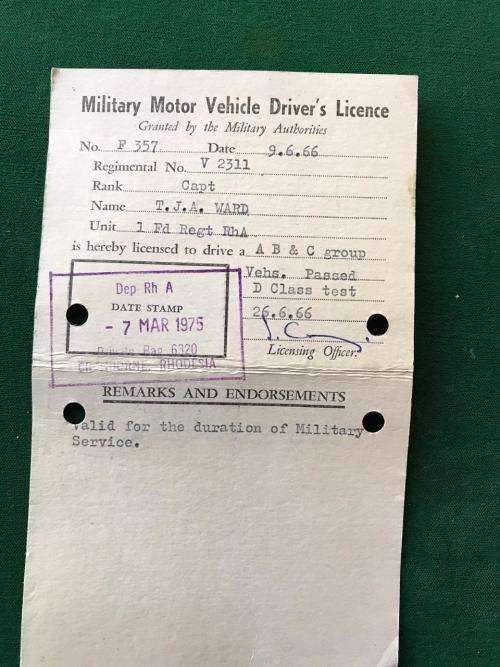 Military Motor Vehicle Driver's Licence
Granted by the Military Authorities
No. F 357 Date 9.6.66
Regimental No. V 2311
Rank Capt
Name T.J.A. WARD
Unit 1 Fd Regt RhA
is hereby licensed to drive a A B & C group
Vehs. Passed
D Class test
26.6.66
Licensing Officer.
Dep Rh A
DATE STAMP
- 7 MAR 1975
Private Bag 6320
RHODESIA
REMARKS AND ENDORSEMENTS
Valid for the duration of Military
Service.